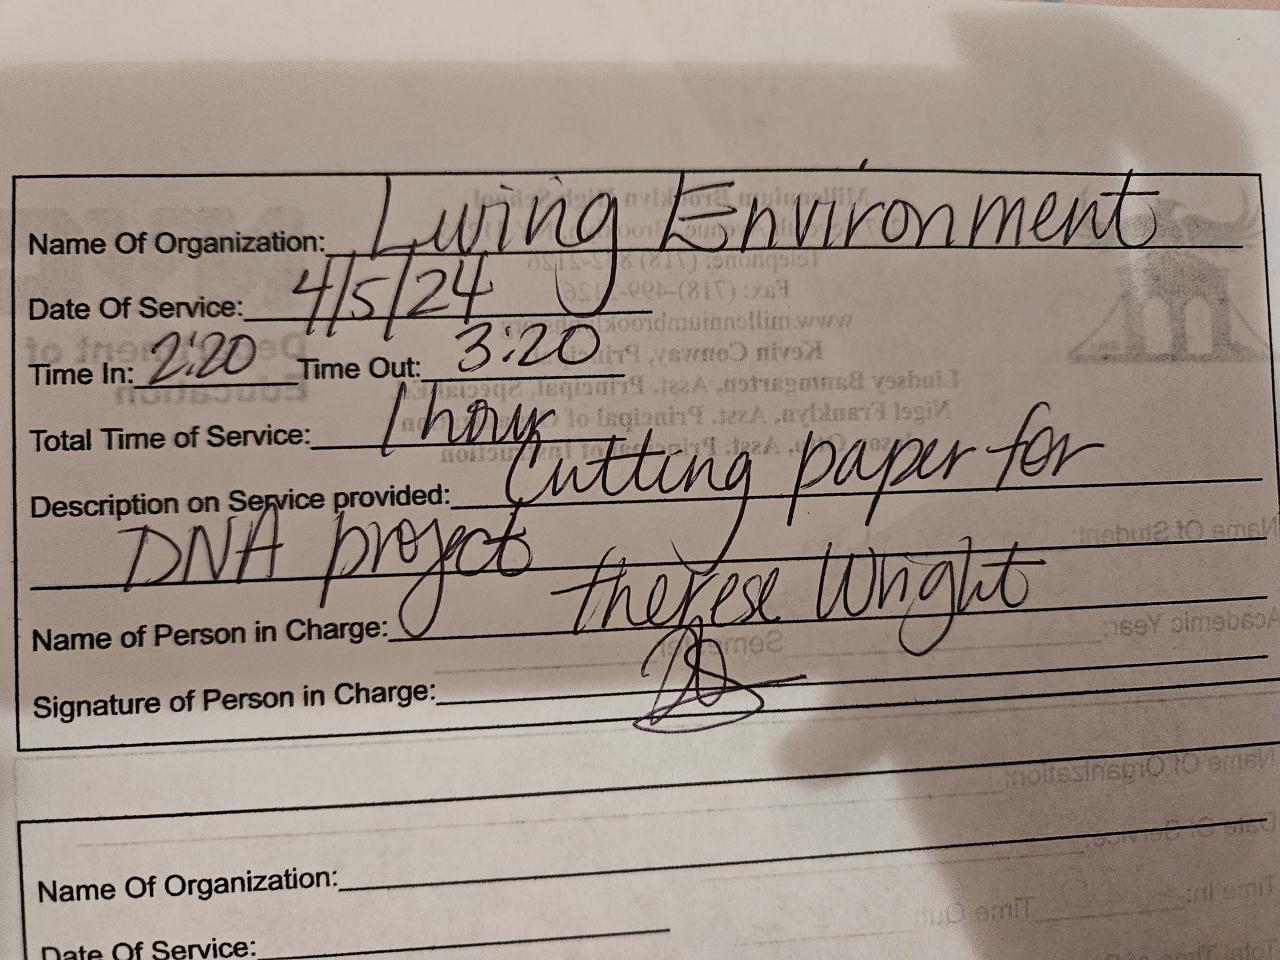 Name Of Organization: Living Environment
Date Of Service: 4/5/24
Time In: 2:20 Time Out: 3:20
Total Time of Service: 1 hour
Description on Service provided: Cutting paper for
DNA project
Name of Person in Charge: Therese Wright
Signature of Person in Charge:
Name Of Organization:
Date Of Service: